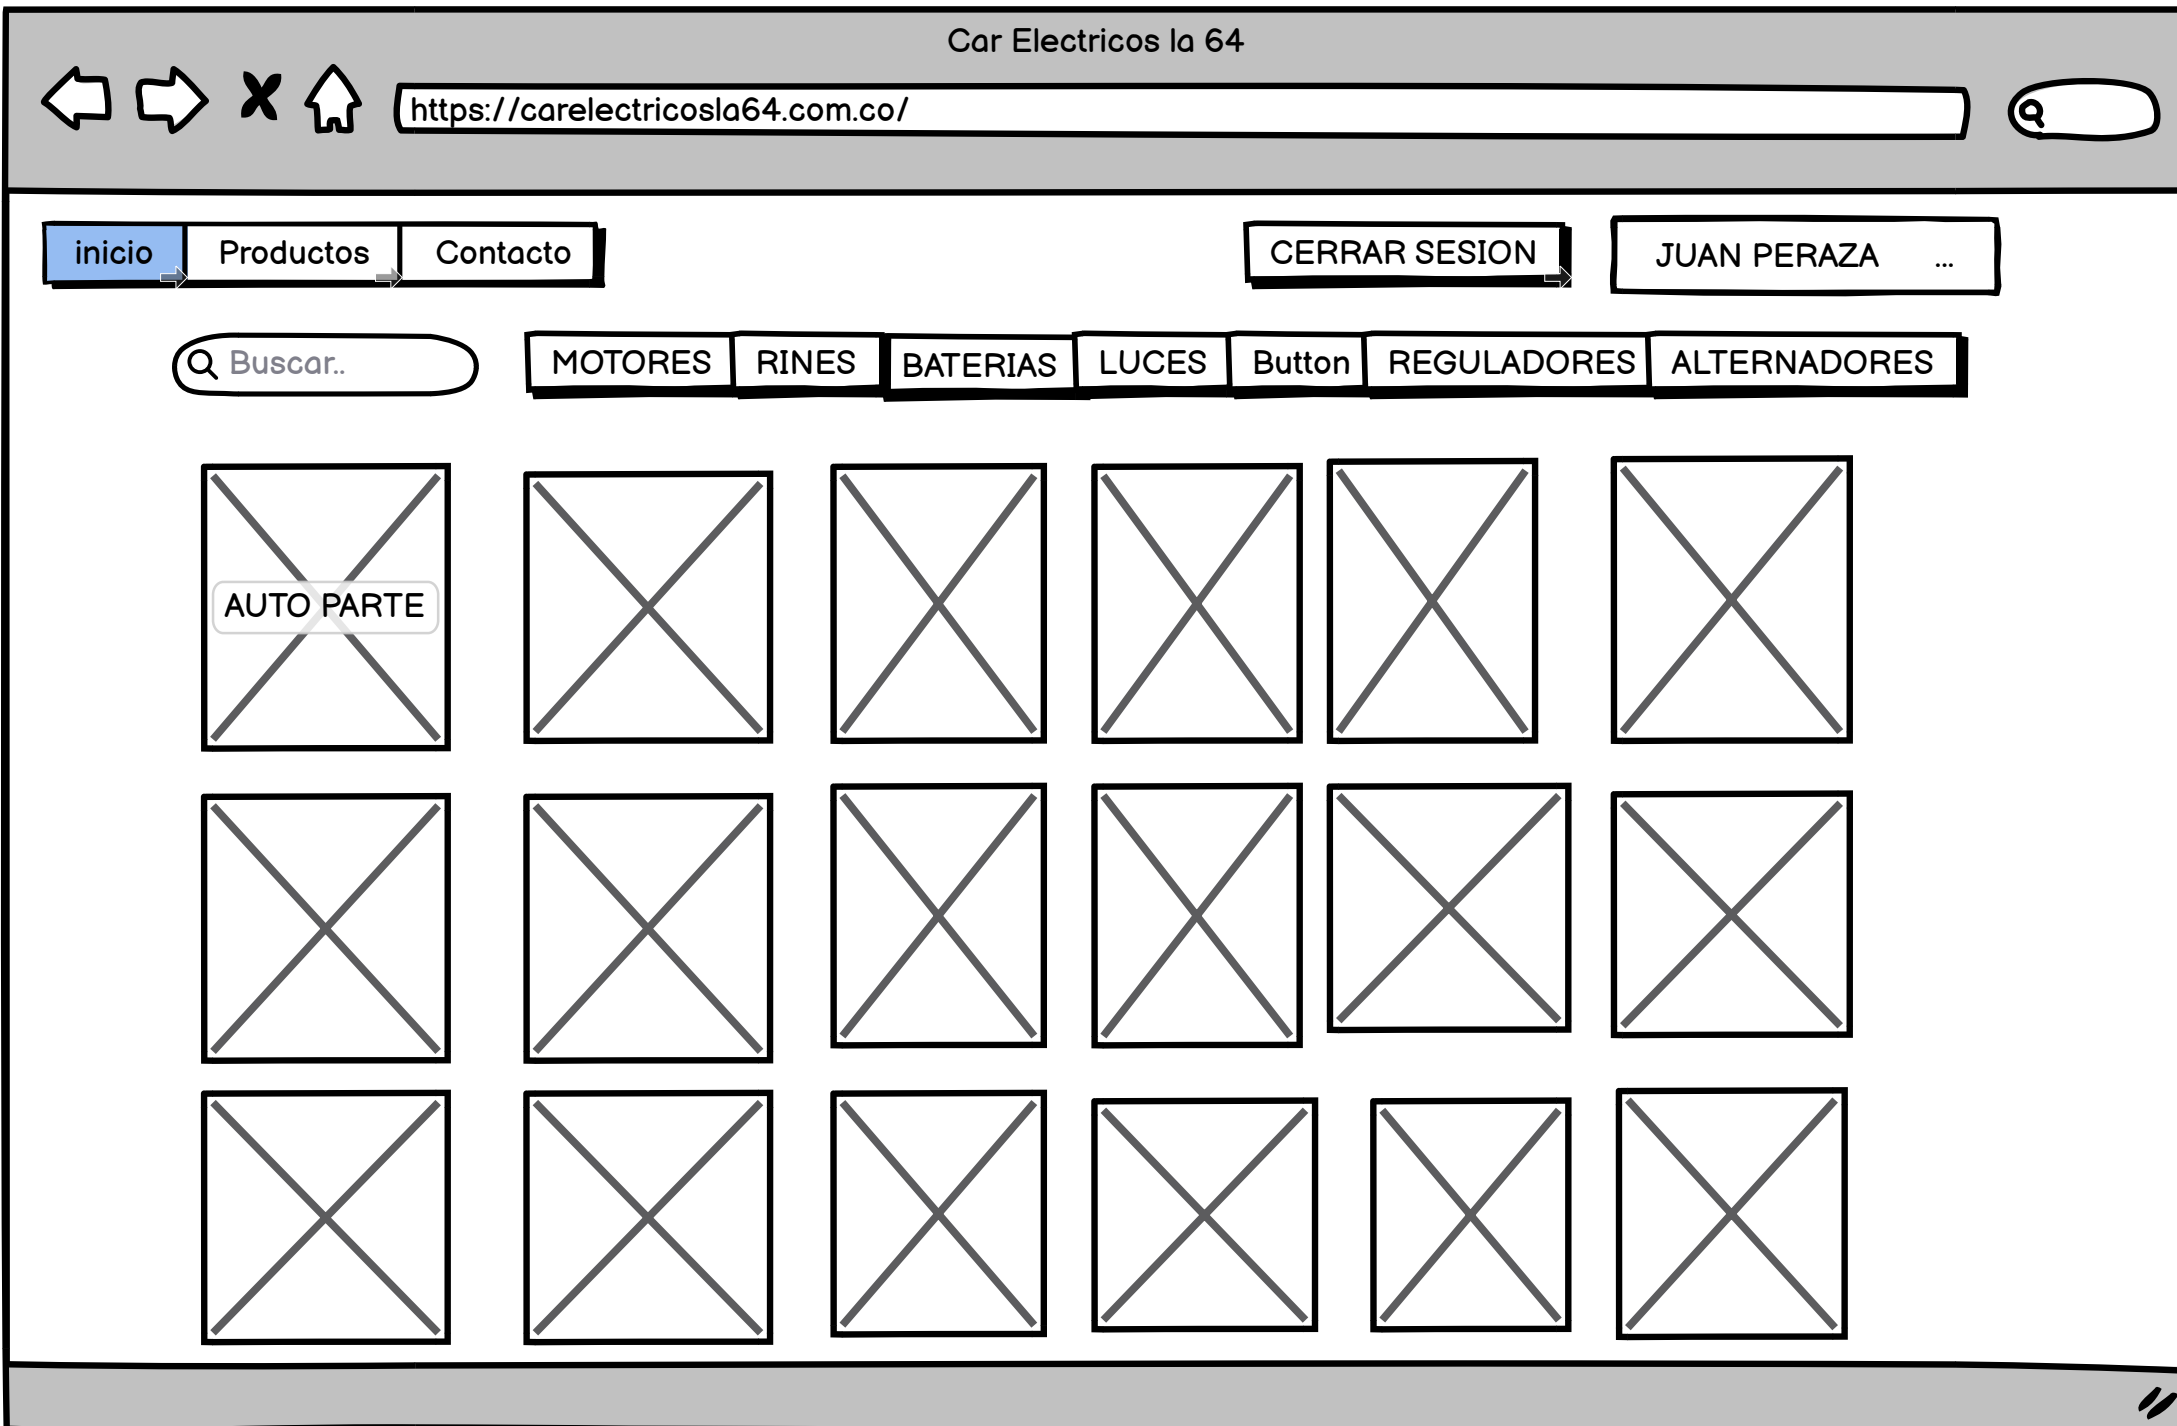 Car Electricos la 64
https://carelectricosla64.com.co/
inicio Productos Contacto CERRAR SESION JUAN PERAZA ...
Buscar.. MOTORES RINES BATERIAS LUCES Button REGULADORES ALTERNADORES
AUTO PARTE